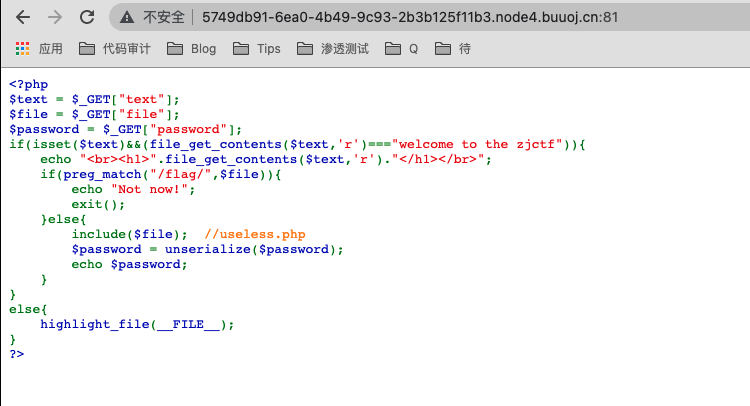 不安全 | 5749db91-6ea0-4b49-9c93-2b3b125f11b3.node4.buuoj.cn:81
应用 代码审计 Blog Tips 渗透测试 Q 待
<?php
$text = $_GET["text"];
$file = $_GET["file"];
$password = $_GET["password"];
if(isset($text)&&(file_get_contents($text,'r')==="welcome to the zjctf")){
    echo "<br><h1>".file_get_contents($text,'r')."</h1></br>";
    if(preg_match("/flag/",$file)){
        echo "Not now!";
        exit();
    }else{
        include($file);  //useless.php
        $password = unserialize($password);
        echo $password;
    }
}
else{
    highlight_file(__FILE__);
}
?>